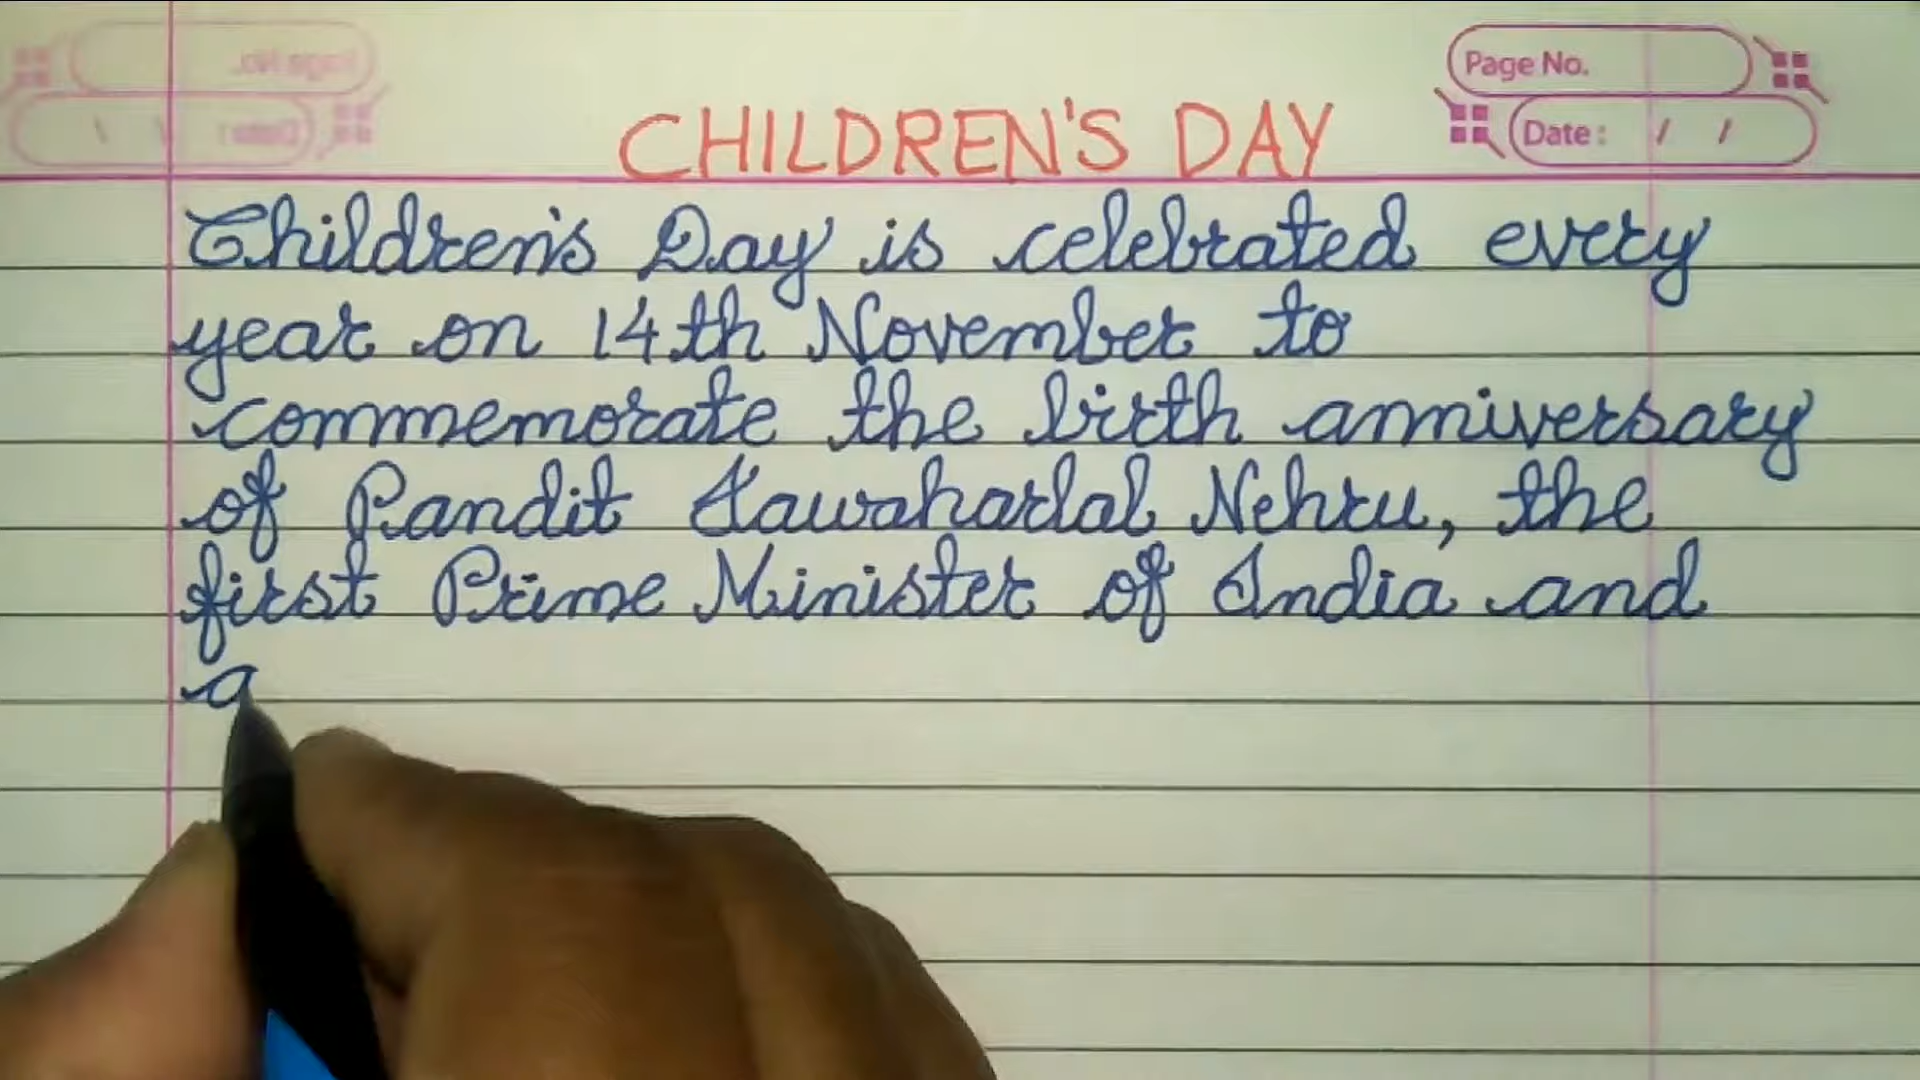 Page No.
Date: / /
CHILDREN'S DAY
Children's Day is celebrated every
year on 14th November to
commemorate the birth anniversary
of Pandit Jawaharlal Nehru, the
first Prime Minister of India and
a